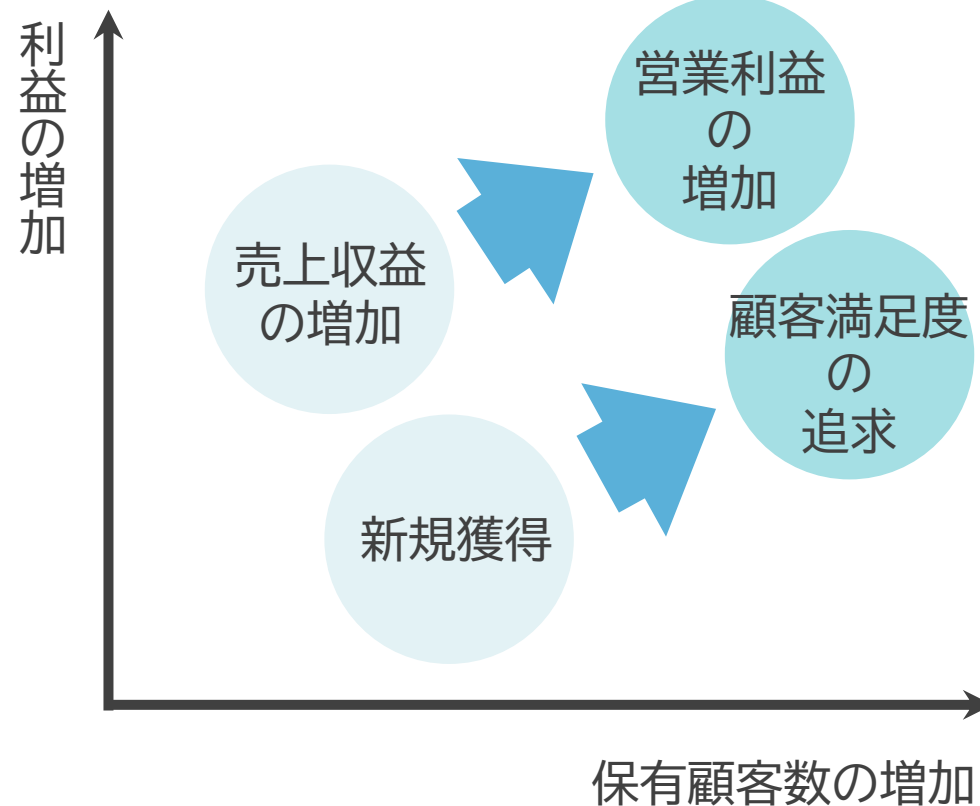 利益の増加
営業利益
の
増加
売上収益
の増加
顧客満足度
の
追求
新規獲得
保有顧客数の増加